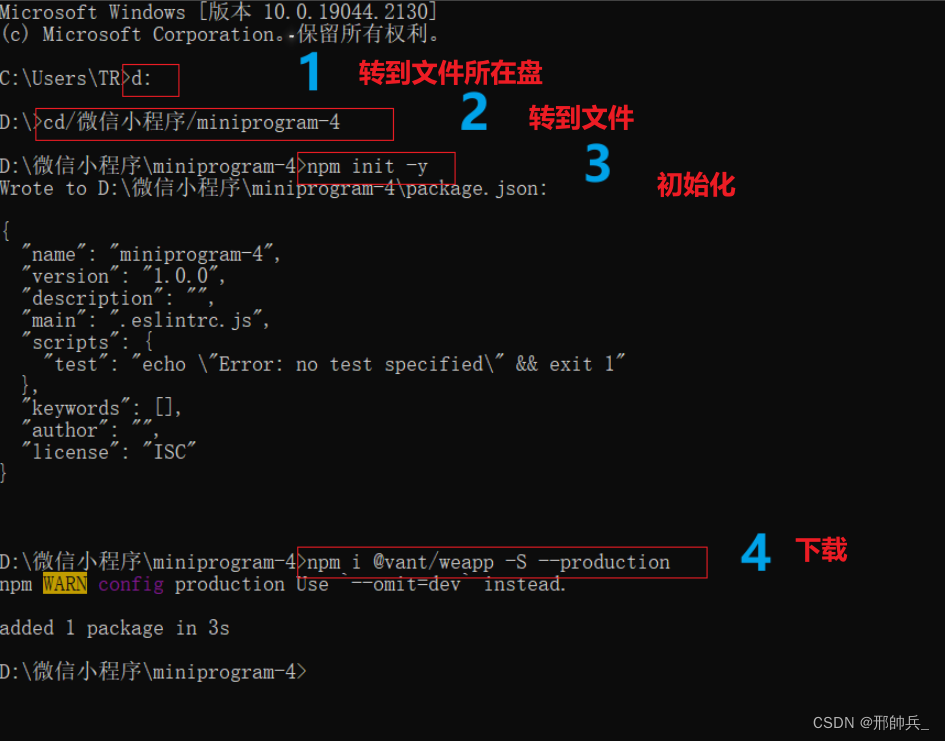 Microsoft Windows [版本 10.0.19044.2130]
(c) Microsoft Corporation。保留所有权利。
C:\Users\TR>d:
1 转到文件所在盘
D:\>cd/微信小程序/miniprogram-4
2 转到文件
D:\微信小程序\miniprogram-4>npm init -y
3
Wrote to D:\微信小程序\miniprogram-4\package.json:
初始化
{
"name": "miniprogram-4",
"version": "1.0.0",
"description": "",
"main": ".eslintrc.js",
"scripts": {
"test": "echo \"Error: no test specified\" && exit 1"
},
"keywords": [],
"author": "",
"license": "ISC"
}
D:\微信小程序\miniprogram-4>npm i @vant/weapp -S --production
4 下载
npm WARN config production Use `--omit=dev` instead.
added 1 package in 3s
D:\微信小程序\miniprogram-4>
CSDN @邢帥兵_